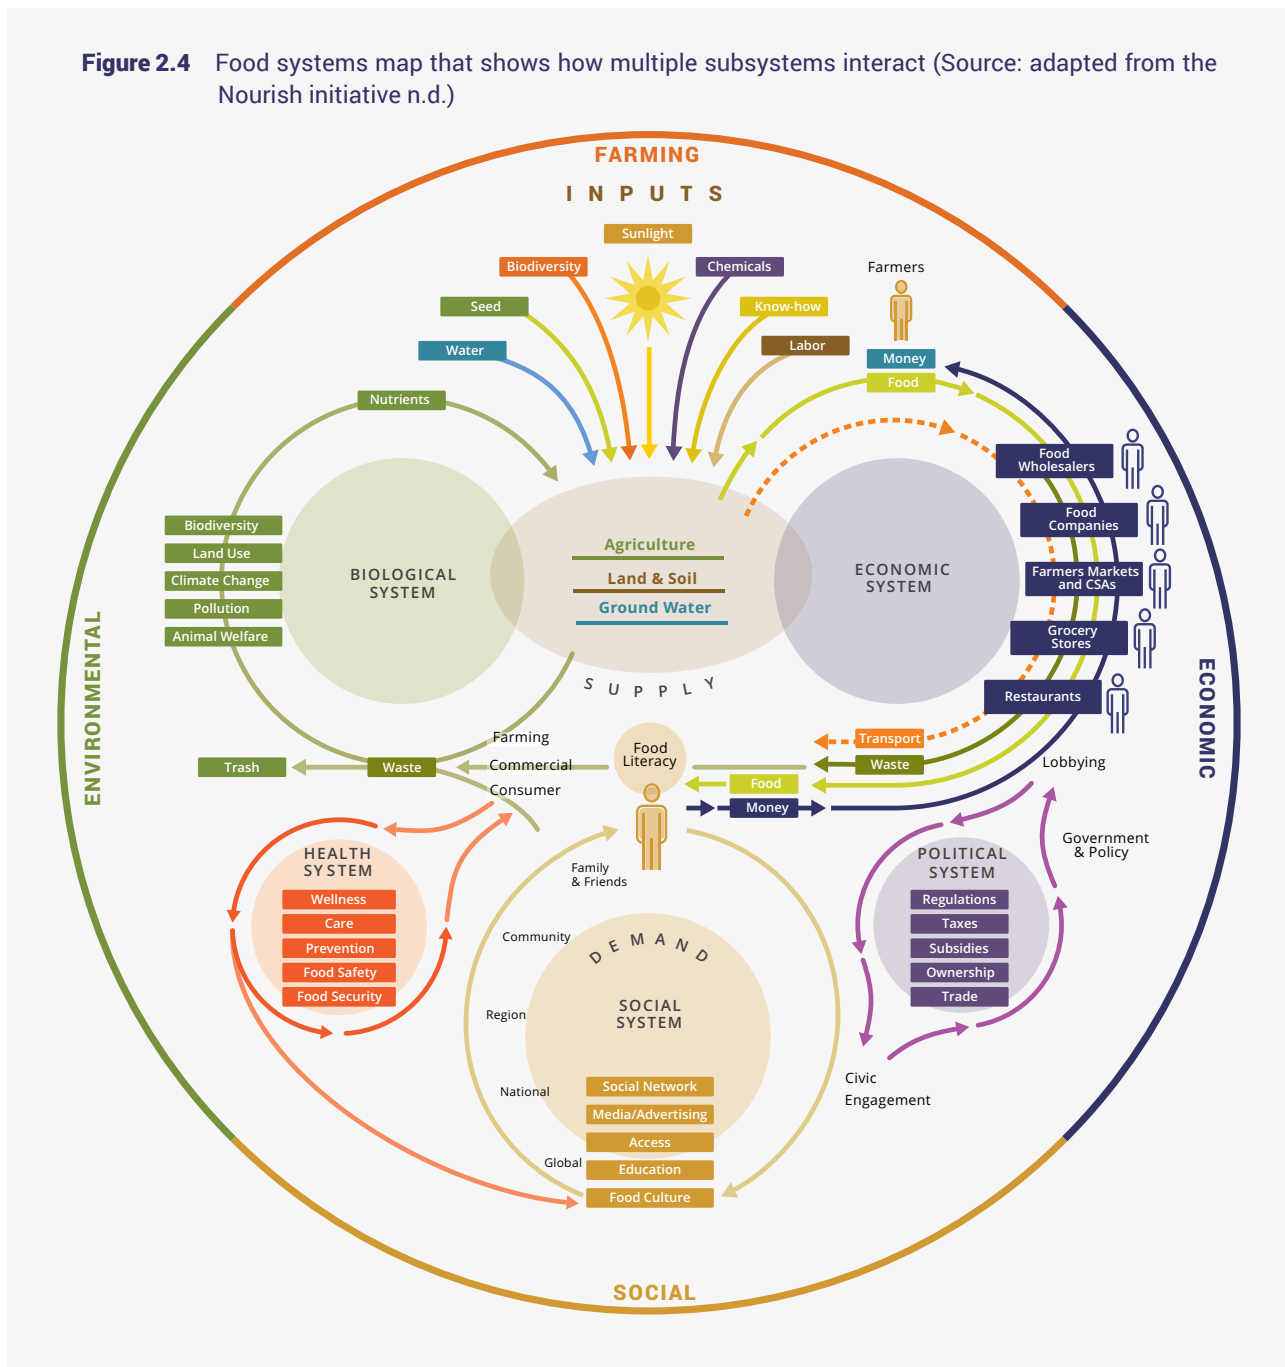 Figure 2.4 Food systems map that shows how multiple subsystems interact (Source: adapted from the
Nourish initiative n.d.)
FARMING
INPUTS
Sunlight
Biodiversity
Chemicals
Farmers
Seed
Know-how
Water
Labor
Money
Food
Nutrients
Food
Wholesalers
Food
Companies
Farmers Markets
and CSAs
Grocery
Stores
Restaurants
Biodiversity
Land Use
Climate Change
Pollution
Animal Welfare
BIOLOGICAL
SYSTEM
Agriculture
Land & Soil
Ground Water
ECONOMIC
SYSTEM
SUPPLY
ENVIRONMENTAL
ECONOMIC
Farming
Commercial
Consumer
Trash
Waste
Food
Literacy
Transport
Waste
Food
Money
Lobbying
Government
& Policy
HEALTH
SYSTEM
Wellness
Care
Prevention
Food Safety
Food Security
POLITICAL
SYSTEM
Regulations
Taxes
Subsidies
Ownership
Trade
Civic
Engagement
Family
& Friends
Community
Region
National
Global
DEMAND
SOCIAL
SYSTEM
Social Network
Media/Advertising
Access
Education
Food Culture
SOCIAL